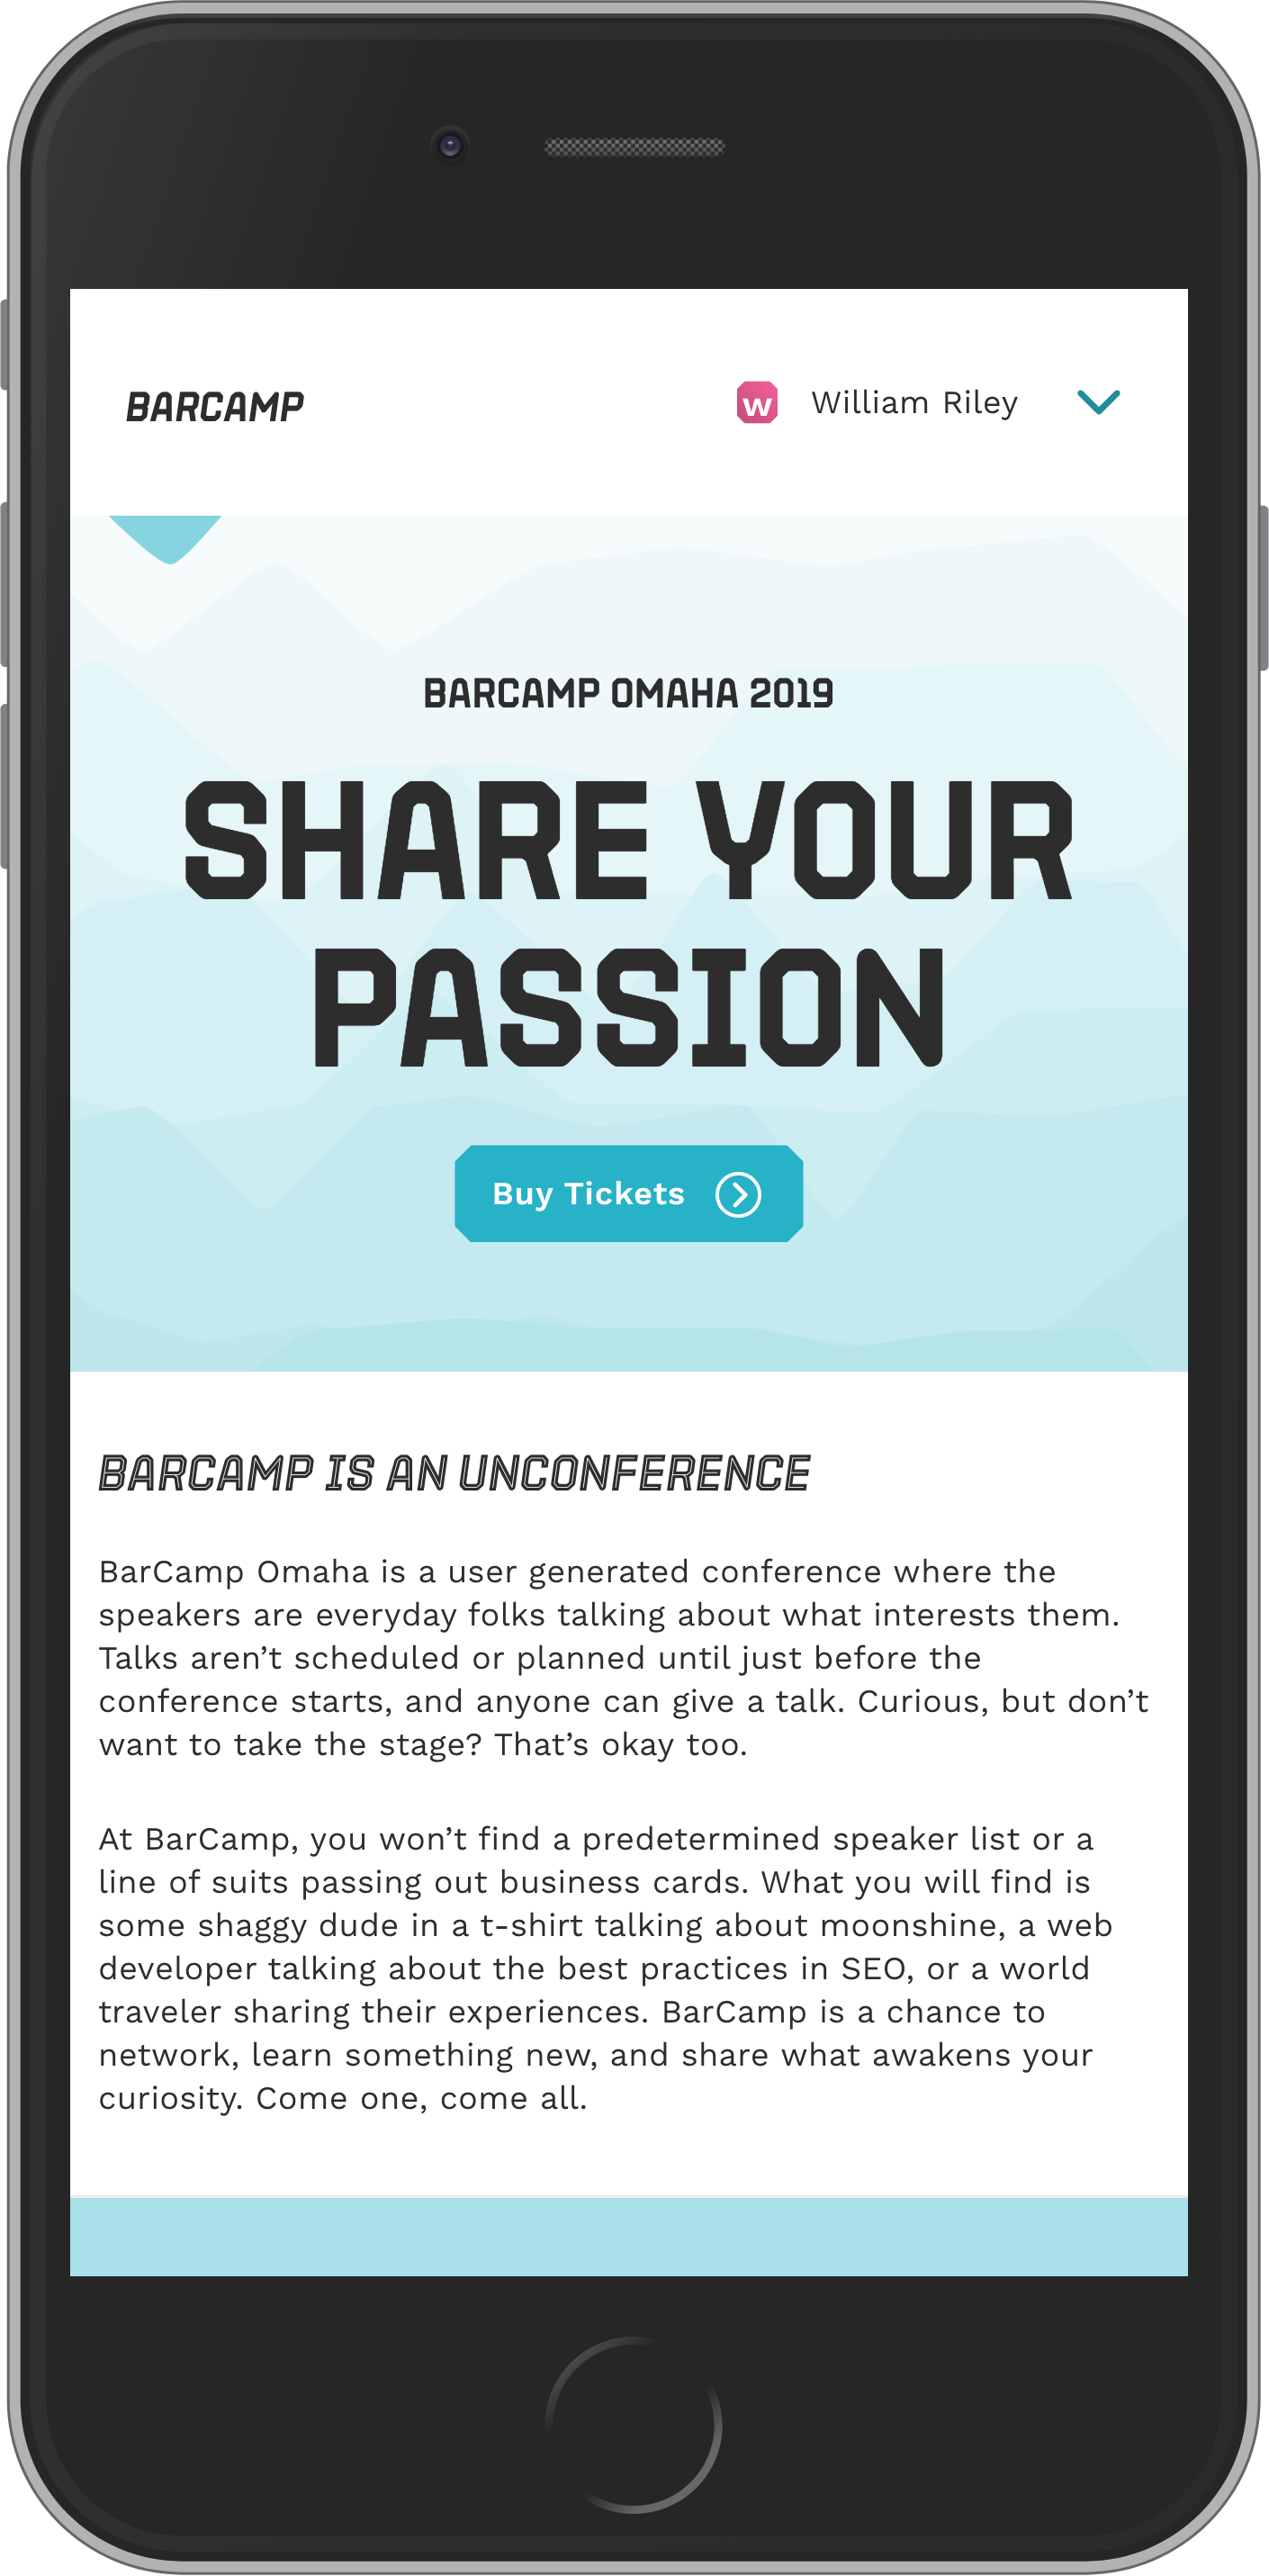 BARCAMP
W William Riley
BARCAMP OMAHA 2019
SHARE YOUR
PASSION
Buy Tickets
BARCAMP IS AN UNCONFERENCE
BarCamp Omaha is a user generated conference where the
speakers are everyday folks talking about what interests them.
Talks aren’t scheduled or planned until just before the
conference starts, and anyone can give a talk. Curious, but don’t
want to take the stage? That’s okay too.
At BarCamp, you won’t find a predetermined speaker list or a
line of suits passing out business cards. What you will find is
some shaggy dude in a t-shirt talking about moonshine, a web
developer talking about the best practices in SEO, or a world
traveler sharing their experiences. BarCamp is a chance to
network, learn something new, and share what awakens your
curiosity. Come one, come all.